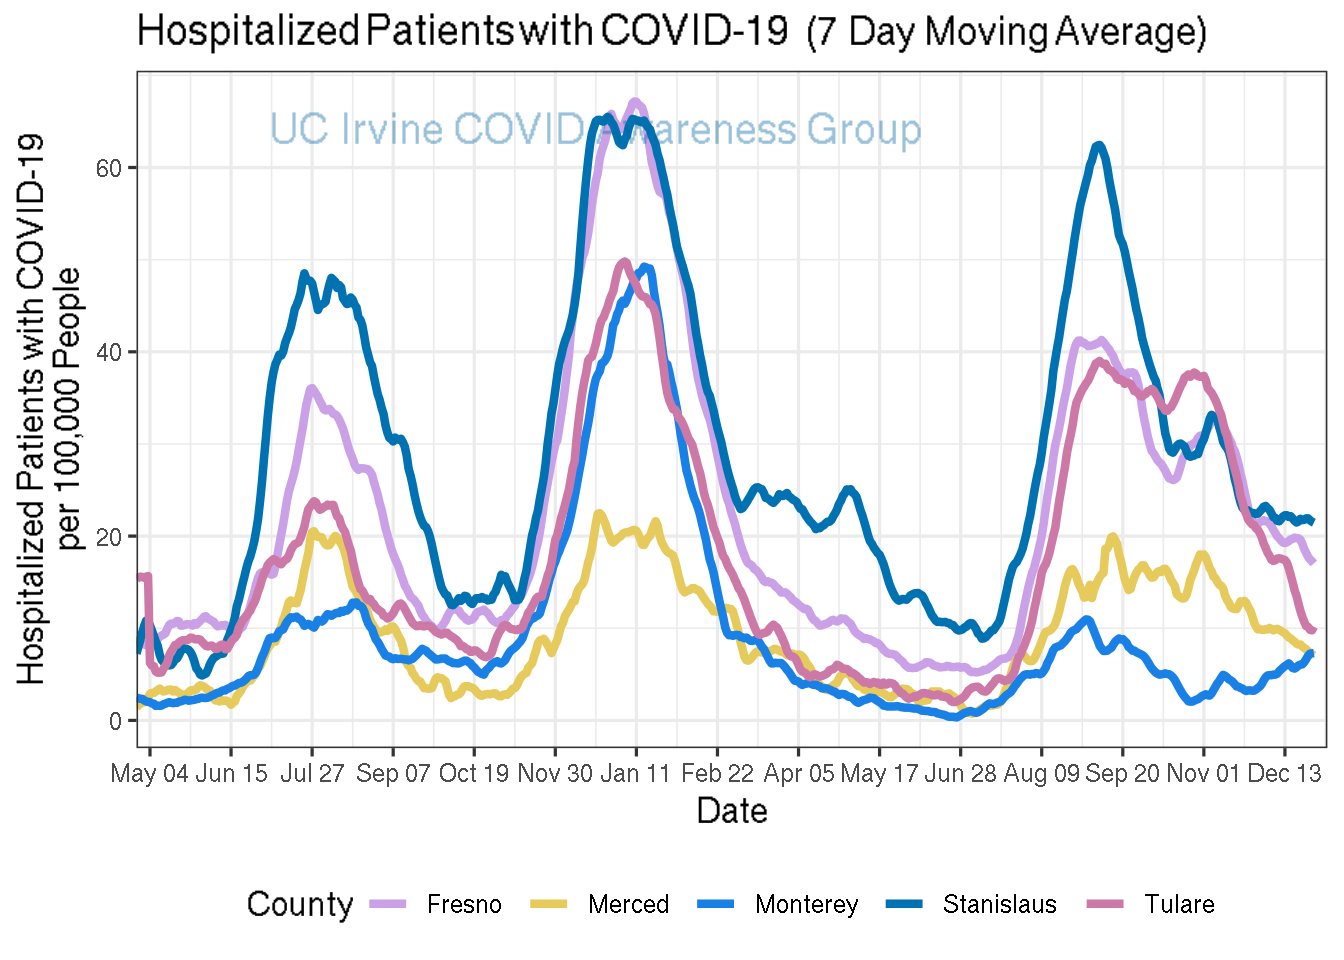 Hospitalized Patients with COVID-19 (7 Day Moving Average)
UC Irvine COVID Awareness Group
Hospitalized Patients with COVID-19
per 100,000 People
60
40
20
0
May 04 Jun 15 Jul 27 Sep 07 Oct 19 Nov 30 Jan 11 Feb 22 Apr 05 May 17 Jun 28 Aug 09 Sep 20 Nov 01 Dec 13
Date
County Fresno Merced Monterey Stanislaus Tulare